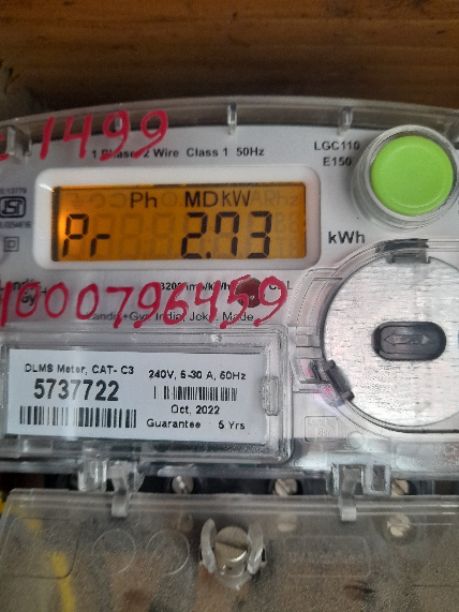 1499
1 Phase 2 Wire Class 1 50Hz
LGC110
E150
Ph MD kW
Pr 2.73
kWh
1000796459
DLMS Meter, CAT- C3
5737722
240V, 5-30 A, 50Hz
Oct, 2022
Guarantee 5 Yrs